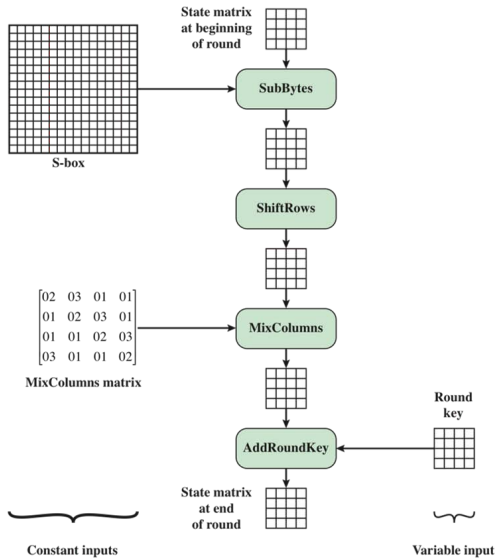 State matrix
at beginning
of round
SubBytes
S-box
ShiftRows
02 03 01 01
01 02 03 01
01 01 02 03
03 01 01 02
MixColumns
MixColumns matrix
Round
key
AddRoundKey
State matrix
at end
of round
Constant inputs
Variable input